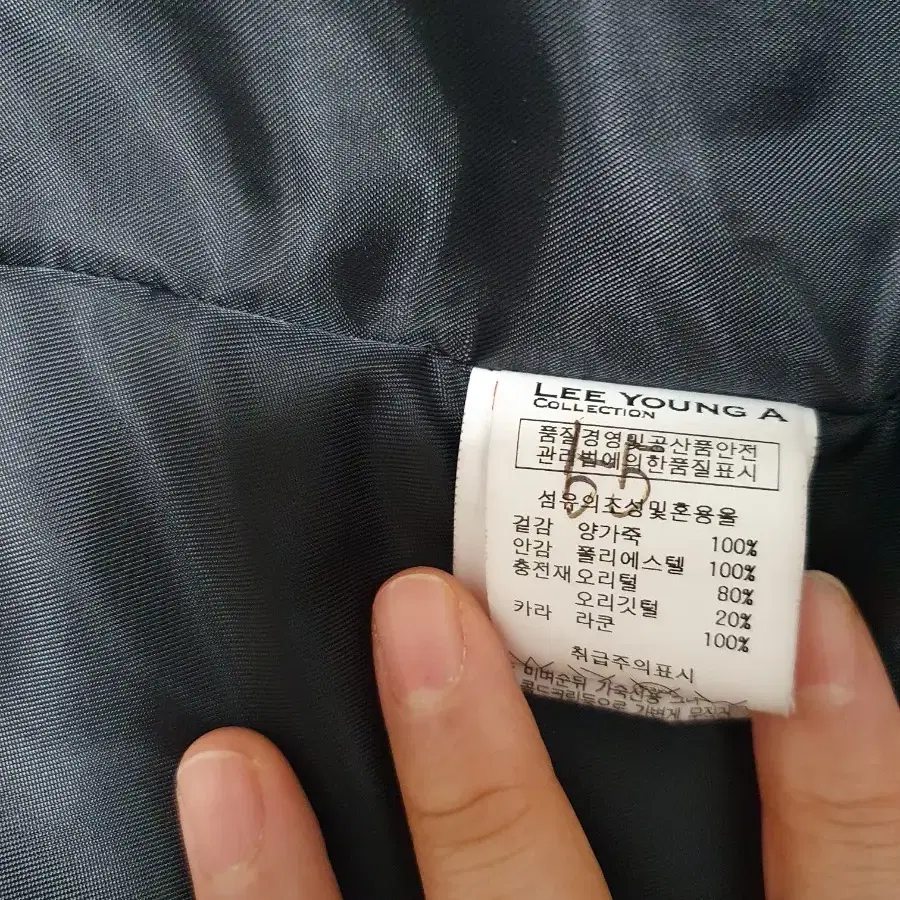 LEE YOUNG A
COLLECTION
품질경영및공산품안전
관리법에의한품질표시
55
섬유의조성및혼용율
겉감 양가죽 100%
안감 폴리에스텔 100%
충전재 오리털 80%
오리깃털 20%
카라 라쿤 100%
취급주의표시